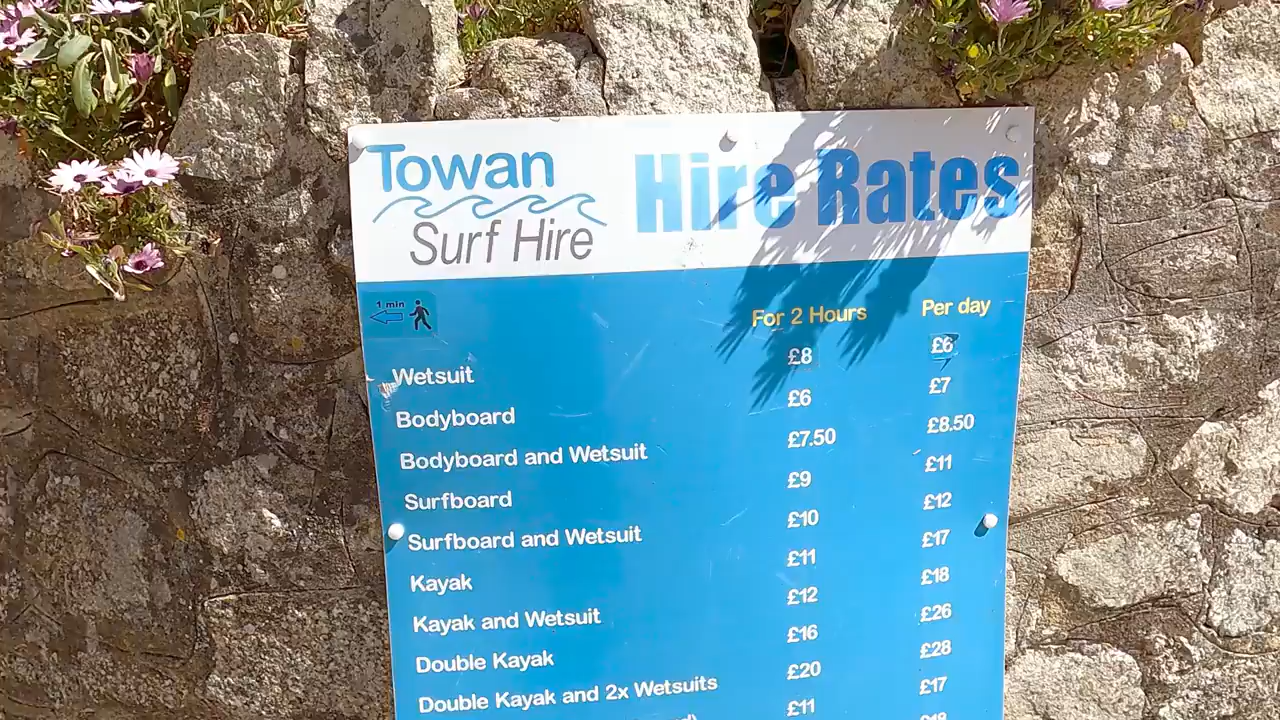 Towan
Surf Hire
Hire Rates
1 min
For 2 Hours Per day
Wetsuit £8 £6
Bodyboard £6 £7
Bodyboard and Wetsuit £7.50 £8.50
Surfboard £9 £11
Surfboard and Wetsuit £10 £12
Kayak £11 £17
Kayak and Wetsuit £12 £18
Double Kayak £16 £26
Double Kayak and 2x Wetsuits £20 £28
£11 £17